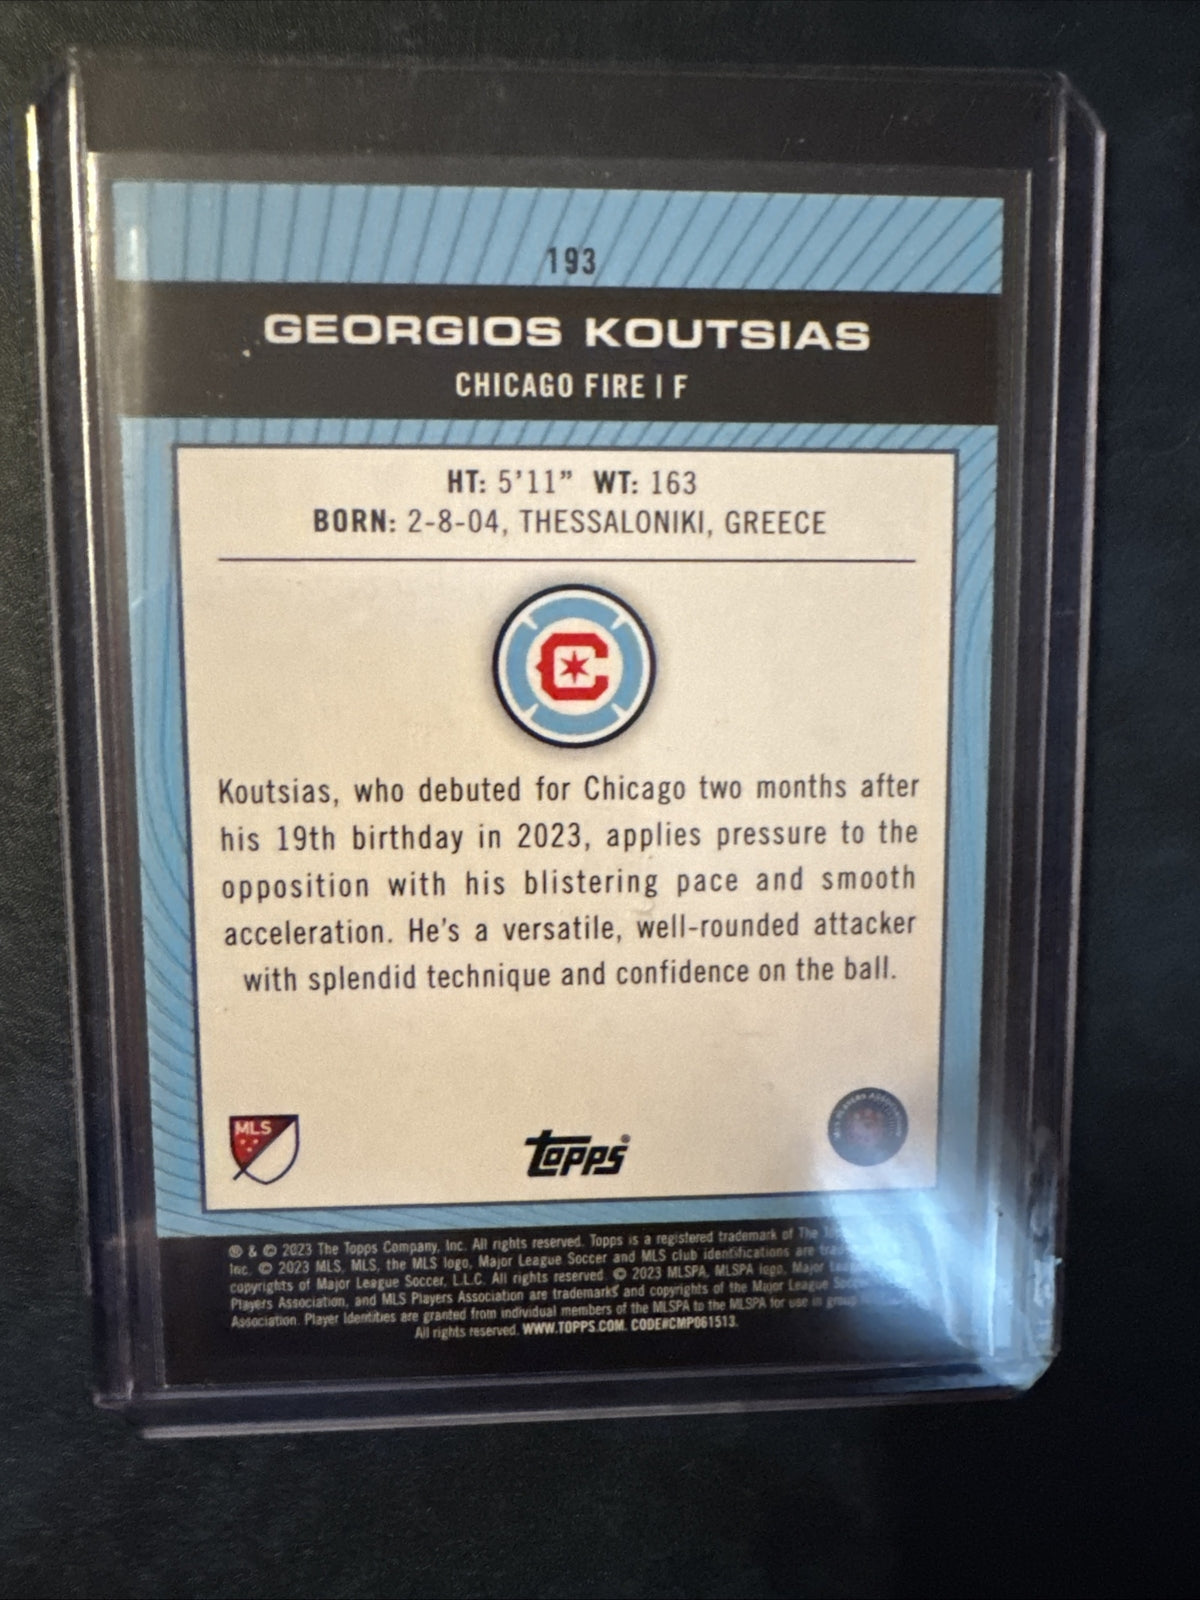 193
GEORGIOS KOUTSIAS
CHICAGO FIRE | F
HT: 5'11" WT: 163
BORN: 2-8-04, THESSALONIKI, GREECE
C
Koutsias, who debuted for Chicago two months after
his 19th birthday in 2023, applies pressure to the
opposition with his blistering pace and smooth
acceleration. He's a versatile, well-rounded attacker
with splendid technique and confidence on the ball.
MLS
Topps®
® & © 2023 The Topps Company, Inc. All rights reserved. Topps is a registered trademark of The
Inc. © 2023 MLS, MLS, the MLS logo, Major League Soccer and MLS club identifications are
copyrights of Major League Soccer, L.L.C. All rights reserved. © 2023 MLSPA, MLSPA logo, Major
Players Association, and MLS Players Association are trademarks and copyrights of the Major League
Association. Player Identities are granted from individual members of the MLSPA to the MLSPA for use in group
All rights reserved. WWW.TOPPS.COM. CODE#CMP061513.